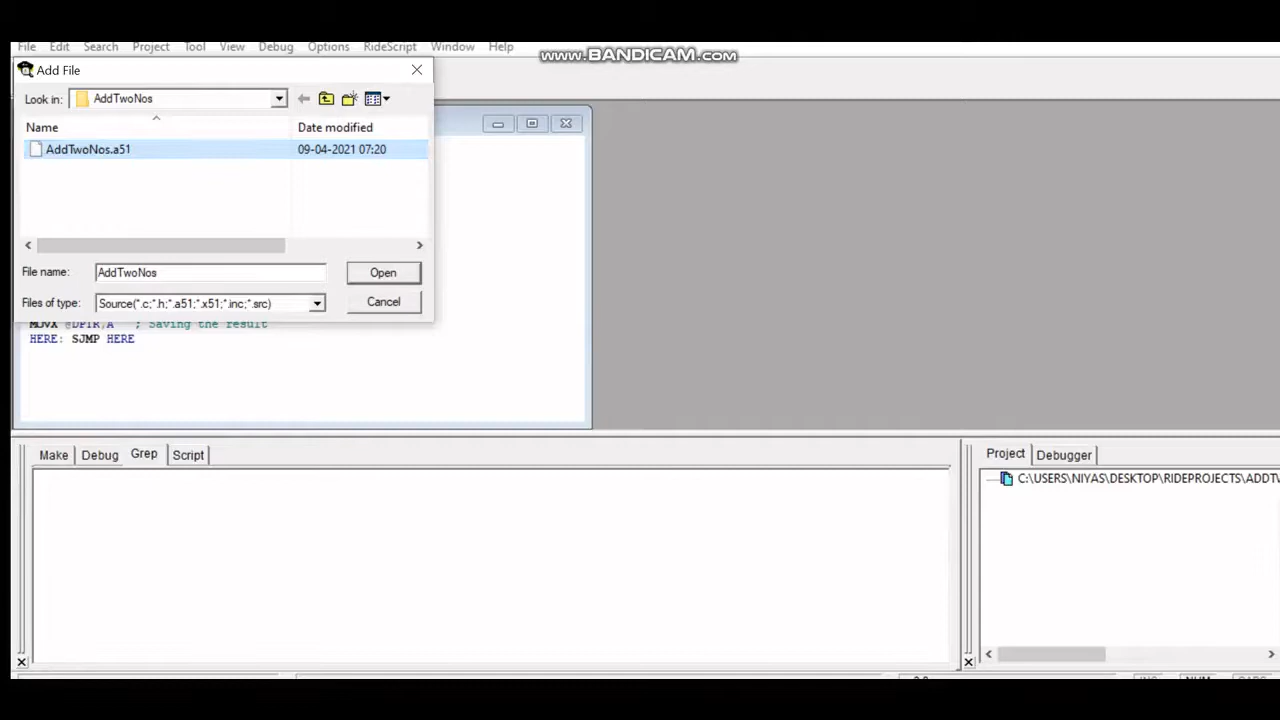 File Edit Search Project Tool View Debug Options RideScript Window Help
www.BANDICAM.com
Add File
Look in: AddTwoNos
Name Date modified
AddTwoNos.a51 09-04-2021 07:20
File name: AddTwoNos Open
Files of type: Source(*.c;*.h;*.a51;*.x51;*.inc;*.src) Cancel
MOVX @DPTR,A ; Saving the result
HERE: SJMP HERE
Make Debug Grep Script
Project Debugger
C:\USERS\NIYAS\DESKTOP\RIDEPROJECTS\ADDTW